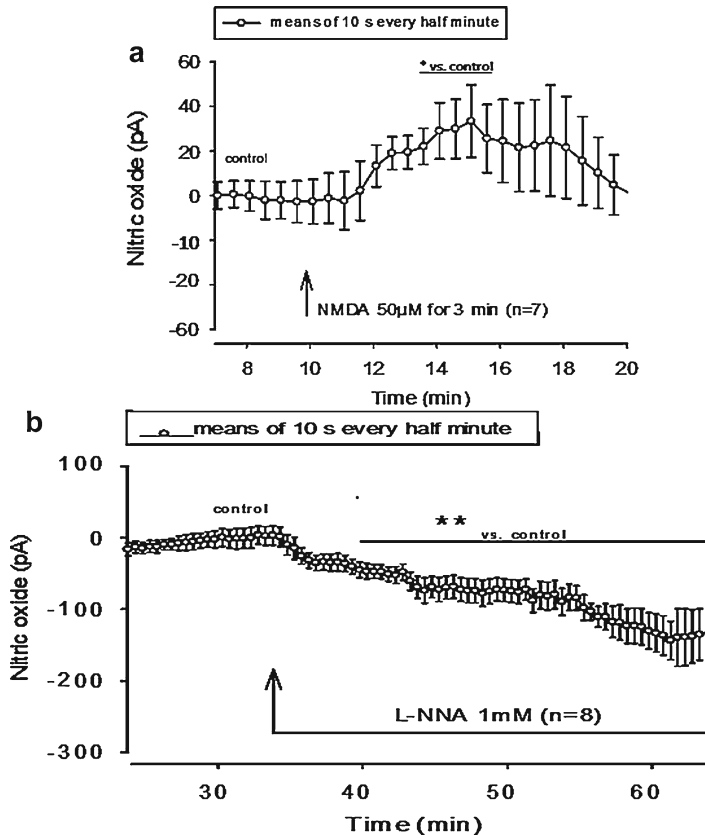 means of 10 s every half minute
a
* vs. control
60
40
20
0
-10
-20
-60
Nitric oxide (pA)
control
NMDA 50µM for 3 min (n=7)
8
10
12
14
16
18
20
Time (min)
b
means of 10 s every half minute
100
0
-100
-200
-300
Nitric oxide (pA)
control
**
vs. control
L-NNA 1mM (n=8)
30
40
50
60
Time (min)